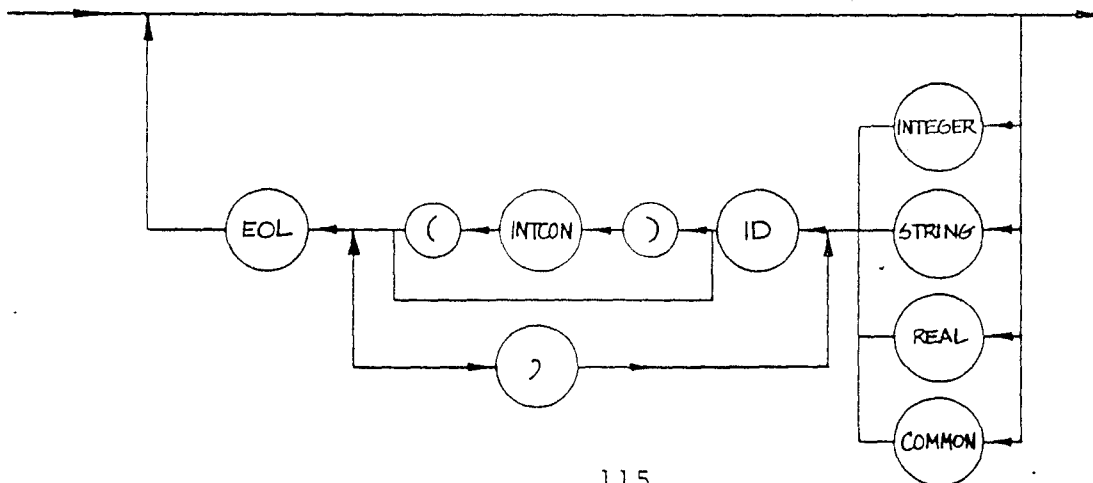 INTEGER
EOL ( INTCON ) ID STRING
, REAL
COMMON
115